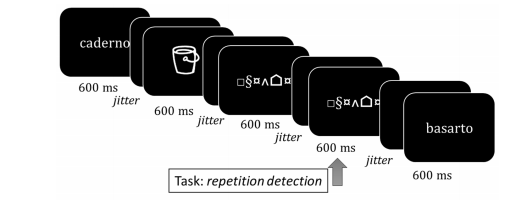 caderno
600 ms
jitter
600 ms
jitter
□§¤ʌ⌂¤
600 ms
jitter
□§¤ʌ⌂¤
600 ms
jitter
basarto
600 ms
Task: repetition detection